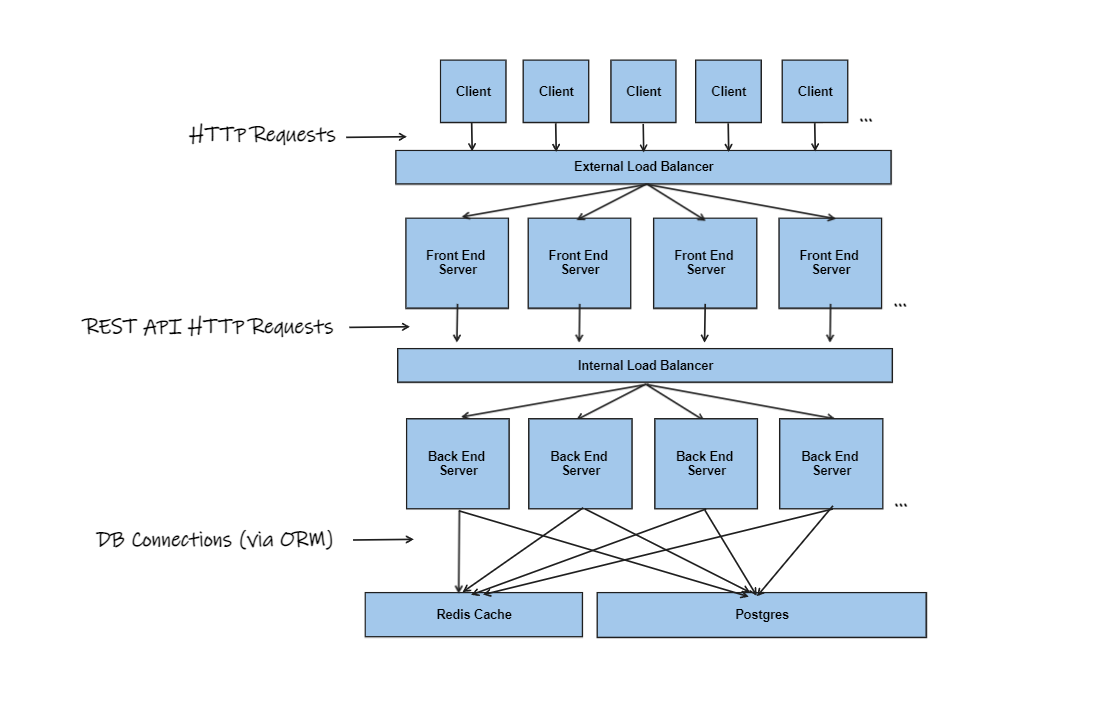 Client Client Client Client Client
...
HTTP Requests
External Load Balancer
Front End Front End Front End Front End
Server Server Server Server
...
REST API HTTP Requests
Internal Load Balancer
Back End Back End Back End Back End
Server Server Server Server
...
DB Connections (via ORM)
Redis Cache Postgres